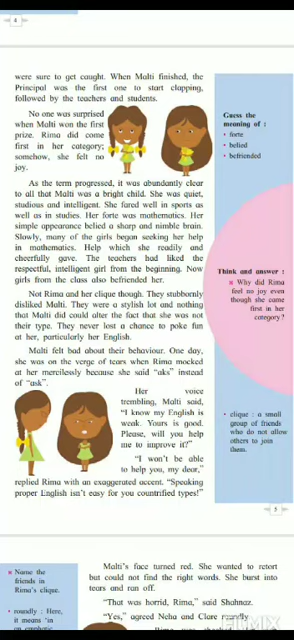 4
were sure to get caught. When Malti finished, the
Principal was the first one to start clapping,
followed by the teachers and students.
No one was surprised
when Malti won the first
prize. Rima did come
first in her category;
somehow, she felt no
joy.
As the term progressed, it was abundantly clear
to all that Malti was a bright child. She was quiet,
studious and intelligent. She fared well in sports as
well as in studies. Her forte was mathematics. Her
simple appearance belied a sharp and nimble brain.
Slowly, many of the girls began seeking her help
in mathematics. Help which she readily and
cheerfully gave. The teachers had liked the
respectful, intelligent girl from the beginning. Now
girls from the class also befriended her.
Not Rima and her clique though. They stubbornly
disliked Malti. They were a stylish lot and nothing
that Malti did could alter the fact that she was not
their type. They never lost a chance to poke fun
at her, particularly her English.
Malti felt bad about their behaviour. One day,
she was on the verge of tears when Rima mocked
at her mercilessly because she said "aks" instead
of "ask".
Her voice
trembling, Malti said,
"I know my English is
weak. Yours is good.
Please, will you help
me to improve it?"
"I won't be able
to help you, my dear,"
replied Rima with an exaggerated accent. "Speaking
proper English isn't easy for you countrified types!"
Guess the
meaning of :
• forte
• belied
• befriended
Think and answer :
Why did Rima
feel no joy even
though she came
first in her
category?
• clique : a small
group of friends
who do not allow
others to join
them.
5
Name the
friends in
Rima's clique.
• roundly : Here,
it means 'in
an emphatic
Malti's face turned red. She wanted to retort
but could not find the right words. She burst into
tears and ran off.
"That was horrid, Rima," said Shahnaz.
"Yes," agreed Neha and Clare roundly